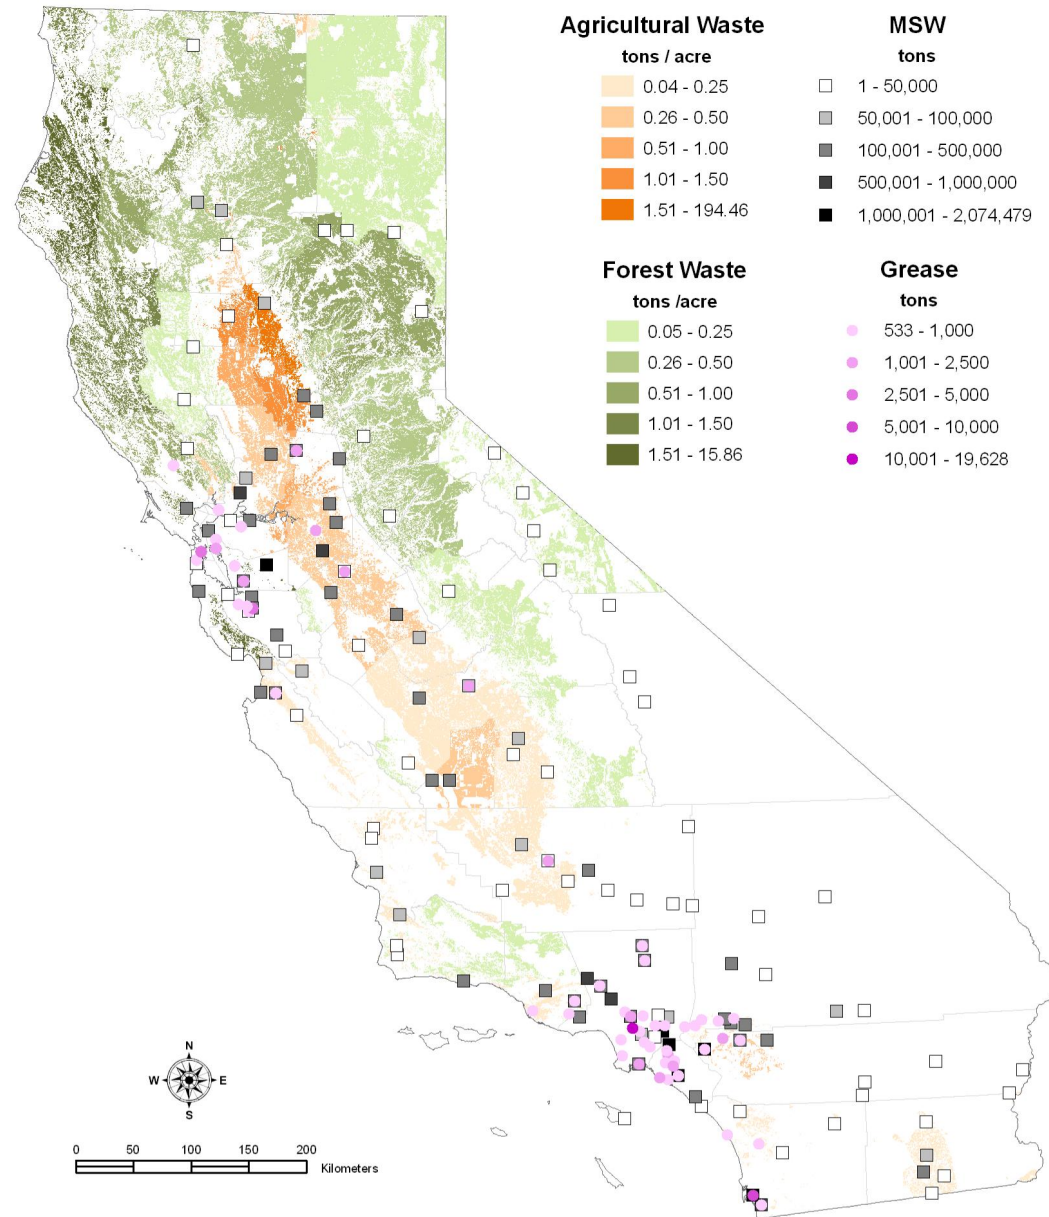 Agricultural Waste
tons / acre
0.04 - 0.25
0.26 - 0.50
0.51 - 1.00
1.01 - 1.50
1.51 - 194.46
MSW
tons
1 - 50,000
50,001 - 100,000
100,001 - 500,000
500,001 - 1,000,000
1,000,001 - 2,074,479
Forest Waste
tons /acre
0.05 - 0.25
0.26 - 0.50
0.51 - 1.00
1.01 - 1.50
1.51 - 15.86
Grease
tons
533 - 1,000
1,001 - 2,500
2,501 - 5,000
5,001 - 10,000
10,001 - 19,628
N
W E
S
0 50 100 150 200
Kilometers